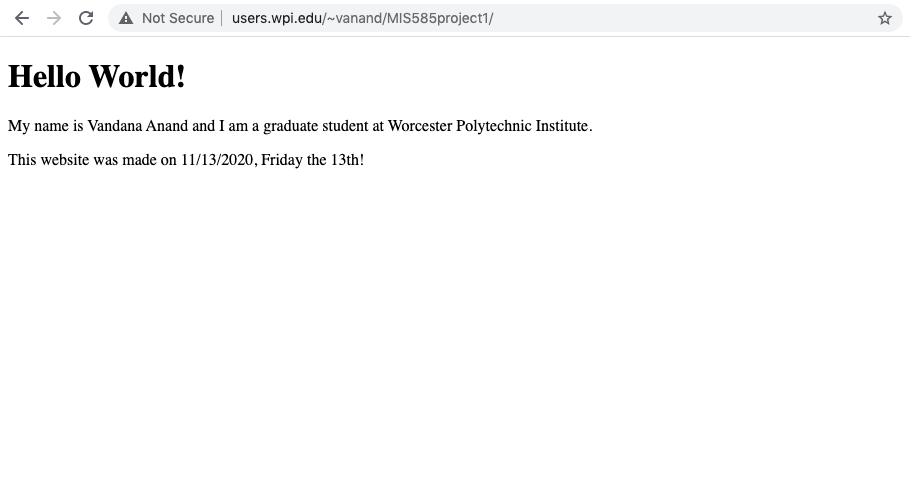 Not Secure | users.wpi.edu/~vanand/MIS585project1/
Hello World!
My name is Vandana Anand and I am a graduate student at Worcester Polytechnic Institute.
This website was made on 11/13/2020, Friday the 13th!